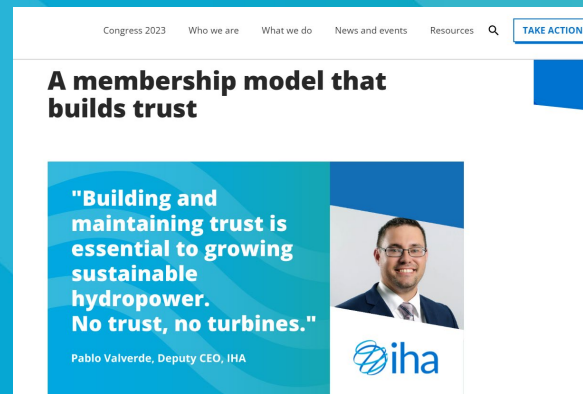 Congress 2023 Who we are What we do News and events Resources TAKE ACTION
A membership model that
builds trust
"Building and
maintaining trust is
essential to growing
sustainable
hydropower.
No trust, no turbines."
Pablo Valverde, Deputy CEO, IHA
iha